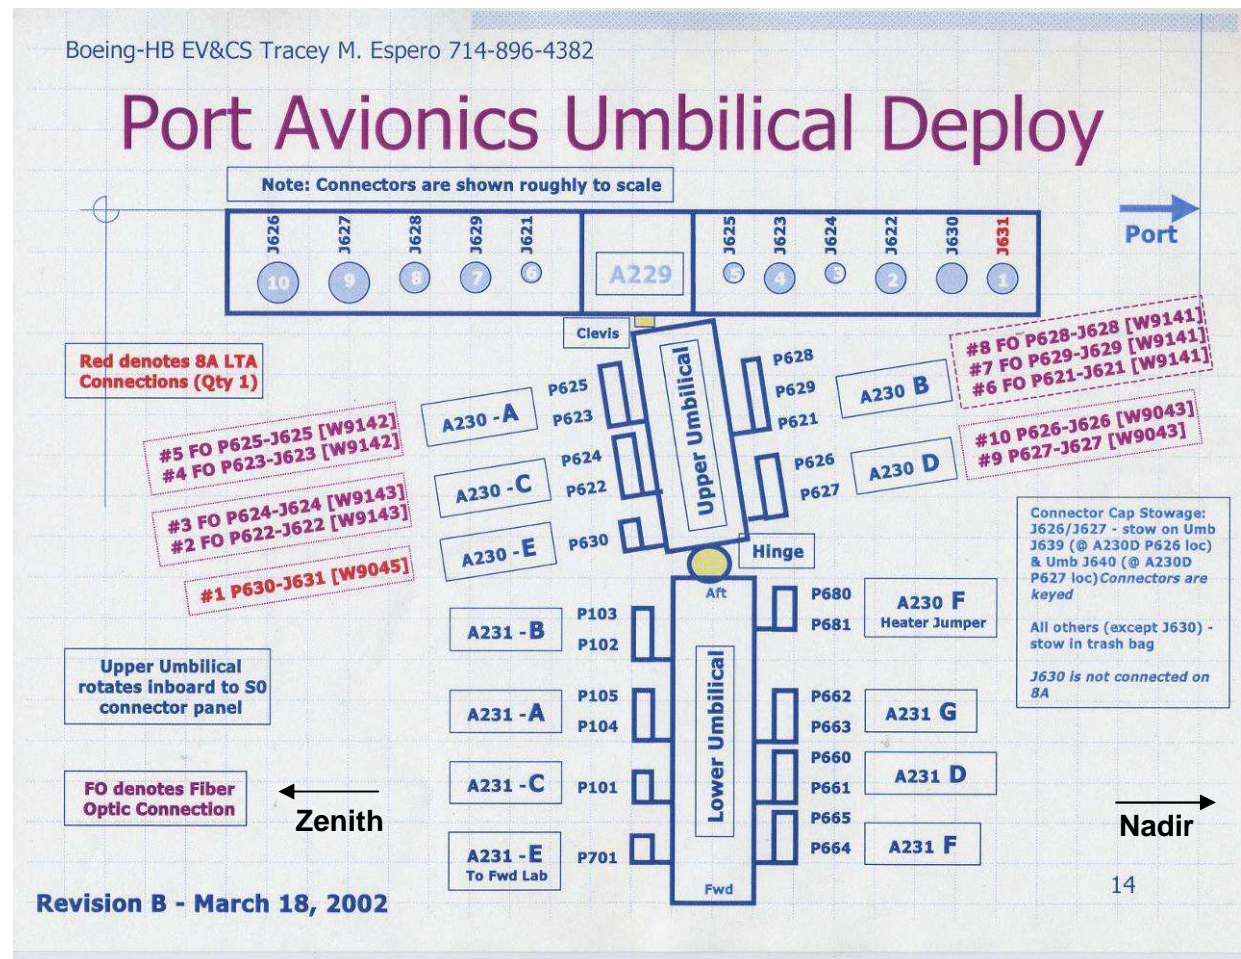 Boeing-HB EV&CS Tracey M. Espero 714-896-4382
Port Avionics Umbilical Deploy
Note: Connectors are shown roughly to scale
J626
J627
J628
J629
J621
J625
J623
J624
J622
J630
J631
10
9
8
7
6
A229
5
4
3
2
1
Port
Clevis
Red denotes 8A LTA
Connections (Qty 1)
#5 FO P625-J625 [W9142]
#4 FO P623-J623 [W9142]
#3 FO P624-J624 [W9143]
#2 FO P622-J622 [W9143]
#1 P630-J631 [W9045]
A230 -A
A230 -C
A230 -E
P625
P623
P624
P622
P630
Upper Umbilical
P628
P629
P621
P626
P627
A230 B
A230 D
#8 FO P628-J628 [W9141]
#7 FO P629-J629 [W9141]
#6 FO P621-J621 [W9141]
#10 P626-J626 [W9043]
#9 P627-J627 [W9043]
Hinge
Connector Cap Stowage:
J626/J627 - stow on Umb
J639 (@ A230D P626 loc)
& Umb J640 (@ A230D
P627 loc)Connectors are
keyed
All others (except J630) -
stow in trash bag
J630 is not connected on
8A
Upper Umbilical
rotates inboard to S0
connector panel
FO denotes Fiber
Optic Connection
Zenith
A231 -B
A231 -A
A231 -C
A231 -E
To Fwd Lab
P103
P102
P105
P104
P101
P701
Aft
Lower Umbilical
Fwd
P680
P681
P662
P663
P660
P661
P665
P664
A230 F
Heater Jumper
A231 G
A231 D
A231 F
Nadir
14
Revision B - March 18, 2002